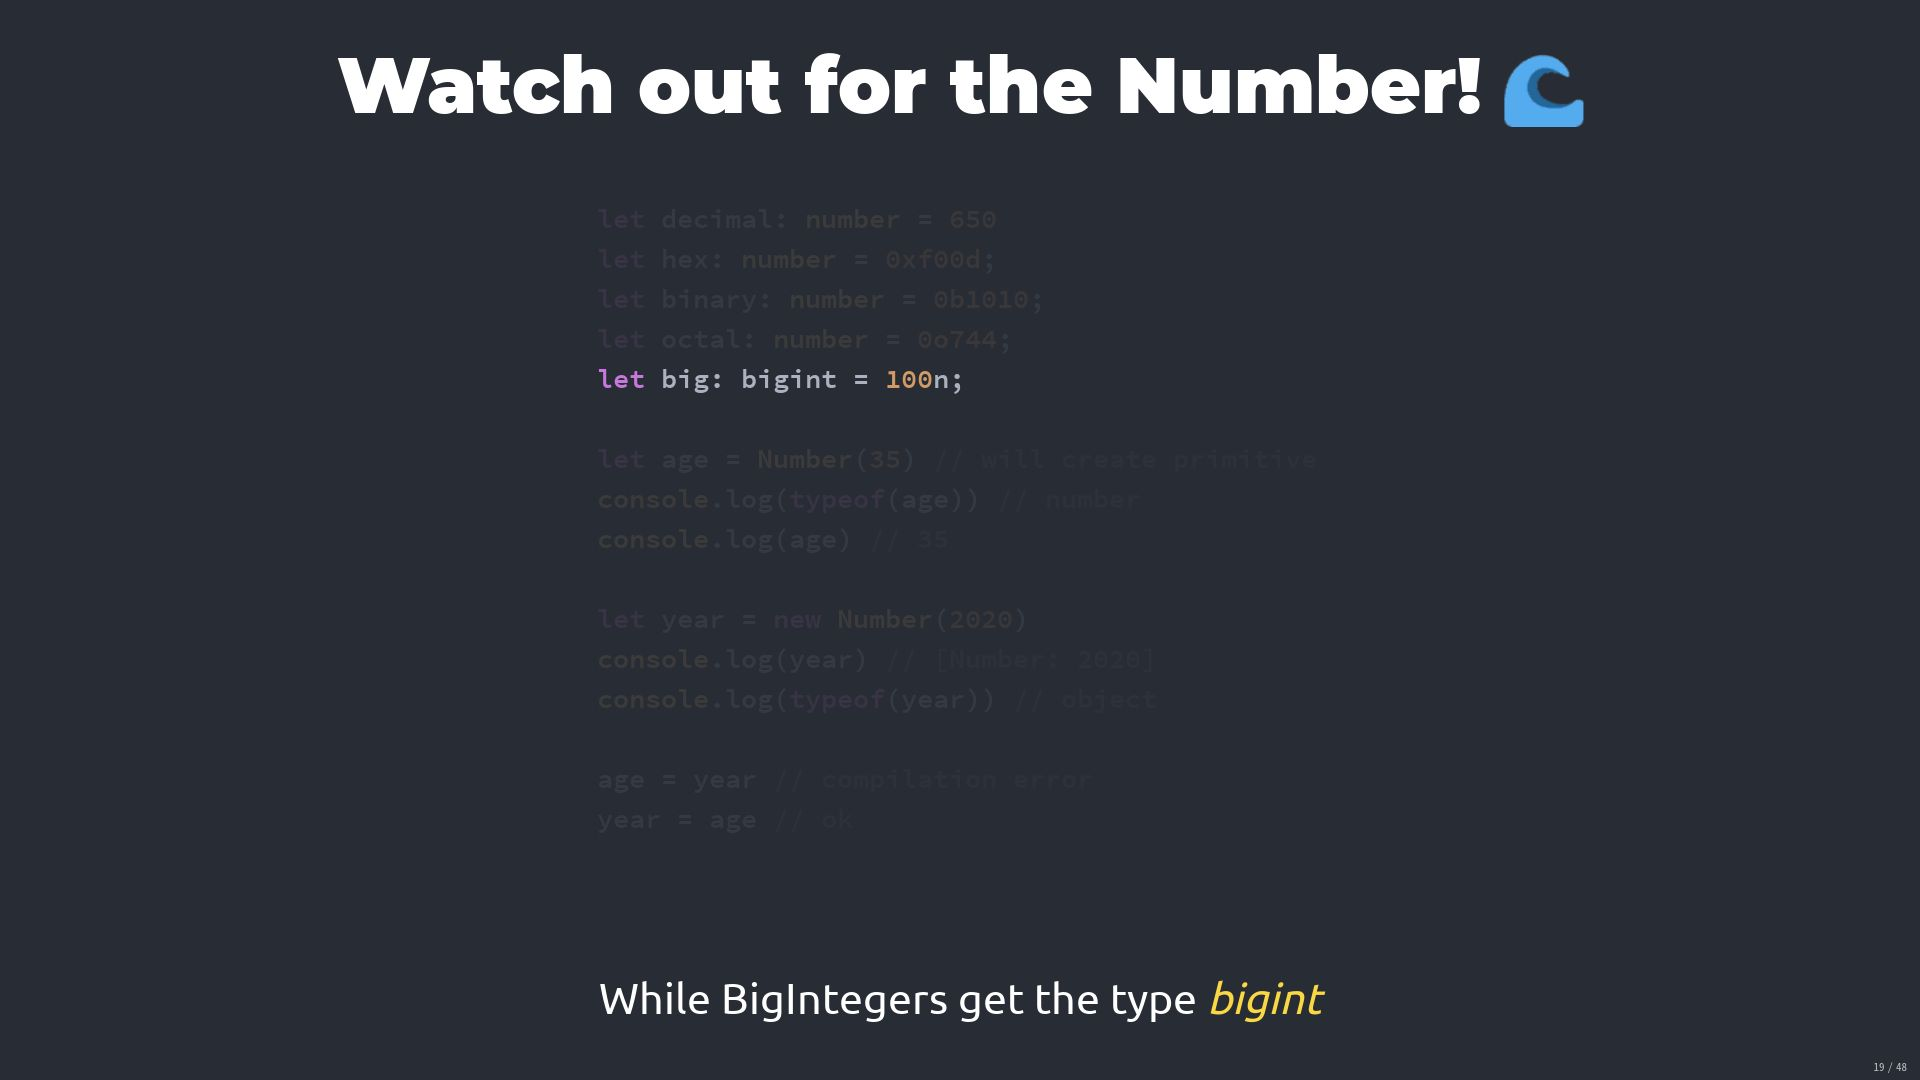 Watch out for the Number! 🌊
let decimal: number = 650
let hex: number = 0xf00d;
let binary: number = 0b1010;
let octal: number = 0o744;
let big: bigint = 100n;
let age = Number(35) // will create primitive
console.log(typeof(age)) // number
console.log(age) // 35
let year = new Number(2020)
console.log(year) // [Number: 2020]
console.log(typeof(year)) // object
age = year // compilation error
year = age // ok
While BigIntegers get the type bigint
19 / 48